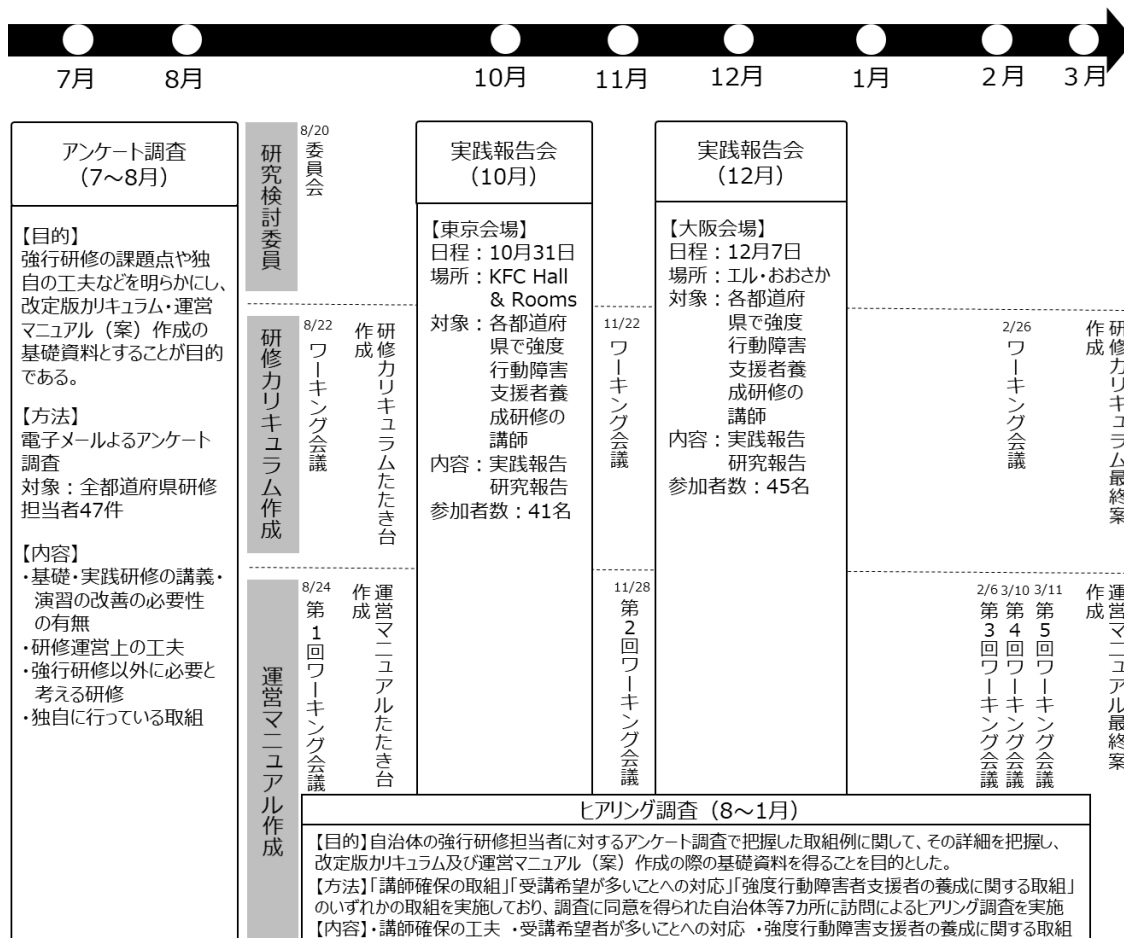 7月
8月
10月
11月
12月
1月
2月
3月
アンケート調査
(7～8月)
【目的】
強行研修の課題点や独
自の工夫などを明らかにし、
改定版カリキュラム・運営
マニュアル（案）作成の
基礎資料とすることが目的
である。
【方法】
電子メールよるアンケート
調査
対象：全都道府県研修
担当者47件
【内容】
・基礎・実践研修の講義・
演習の改善の必要性
の有無
・研修運営上の工夫
・強行研修以外に必要と
考える研修
・独自に行っている取組
研究検討委員
8/20
委員会
研修カリキュラム作成
8/22
ワーキング会議
研修カリキュラムたたき台
作成
運営マニュアル作成
8/24
第1回ワーキング会議
運営マニュアルたたき台
作成
実践報告会
（10月）
【東京会場】
日程：10月31日
場所：KFC Hall
& Rooms
対象：各都道府
県で強度
行動障害
支援者養
成研修の
講師
内容：実践報告
研究報告
参加者数：41名
11/22
ワーキング会議
11/28
第2回ワーキング会議
実践報告会
（12月）
【大阪会場】
日程：12月7日
場所：エル・おおさか
対象：各都道府
県で強度
行動障害
支援者養
成研修の
講師
内容：実践報告
研究報告
参加者数：45名
2/26
ワーキング会議
研修カリキュラム最終案
作成
2/6 3/10 3/11
第3回ワーキング会議
第4回ワーキング会議
第5回ワーキング会議
運営マニュアル最終案
作成
ヒアリング調査（8～1月）
【目的】自治体の強行研修担当者に対するアンケート調査で把握した取組例に関して、その詳細を把握し、
改定版カリキュラム及び運営マニュアル（案）作成の際の基礎資料を得ることを目的とした。
【方法】「講師確保の取組」「受講希望が多いことへの対応」「強度行動障害者支援者の養成に関する取組」
のいずれかの取組を実施しており、調査に同意を得られた自治体等7カ所に訪問によるヒアリング調査を実施
【内容】・講師確保の工夫 ・受講希望者が多いことへの対応 ・強度行動障害支援者の養成に関する取組